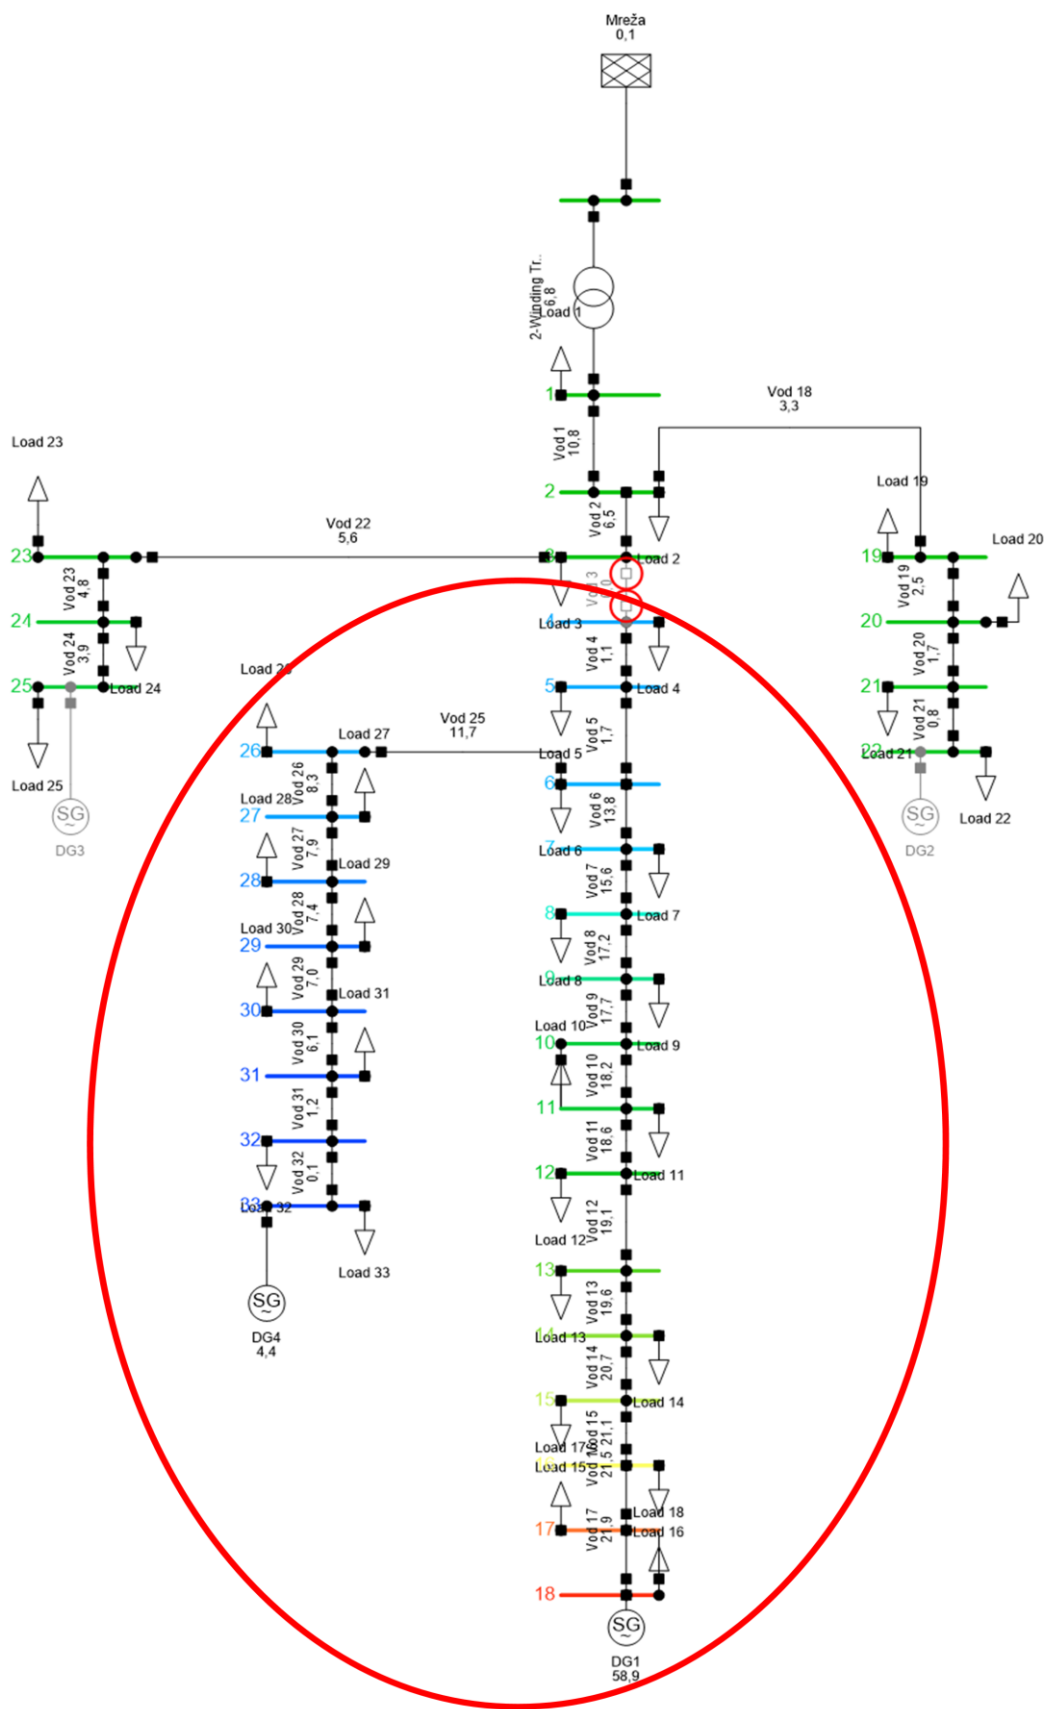 Mreža
0,1
2-Winding Tr..
6,8
Load 1
1
Vod 18
3,3
Vod 1
10,8
Load 23
2
Load 19
Vod 2
6,5
Vod 22
5,6
Load 20
23
3
Load 2
19
Vod 23
4,8
Vod 3
0,0
Vod 19
2,5
24
4
Load 3
20
Vod 24
3,9
Vod 4
1,1
Vod 20
1,7
25
Load 24
5
Load 4
21
Vod 25
11,7
Vod 5
1,7
Vod 21
0,8
Load 27
26
Load 5
22
Load 21
Load 25
Vod 26
8,3
6
Vod 6
13,8
Load 28
27
SG
~
DG3
SG
~
DG2
Load 22
7
Load 6
Vod 27
7,9
Load 29
28
Vod 7
15,6
8
Load 7
Vod 28
7,4
Load 30
29
Vod 8
17,2
9
Load 8
Vod 29
7,0
Load 31
30
Vod 9
17,7
Load 10
10
Load 9
Vod 30
6,1
31
Vod 10
18,2
11
Vod 31
1,2
32
Vod 11
18,6
12
Load 11
Vod 32
0,1
33
Load 32
Vod 12
19,1
Load 12
Load 33
13
SG
~
DG4
4,4
Vod 13
19,6
14
Load 13
Vod 14
20,7
15
Load 14
Vod 15
21,1
Load 17
Load 15
21,5
Load 18
17
Load 16
Vod 17
21,9
18
SG
~
DG1
58,9